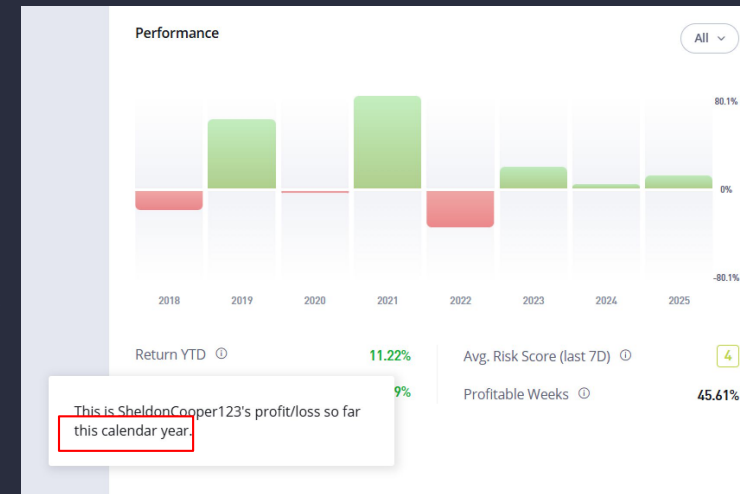 Performance
All
80.1%
0%
-80.1%
2018 2019 2020 2021 2022 2023 2024 2025
Return YTD 11.22% Avg. Risk Score (last 7D) 4
9% Profitable Weeks 45.61%
This is SheldonCooper123's profit/loss so far
this calendar year.